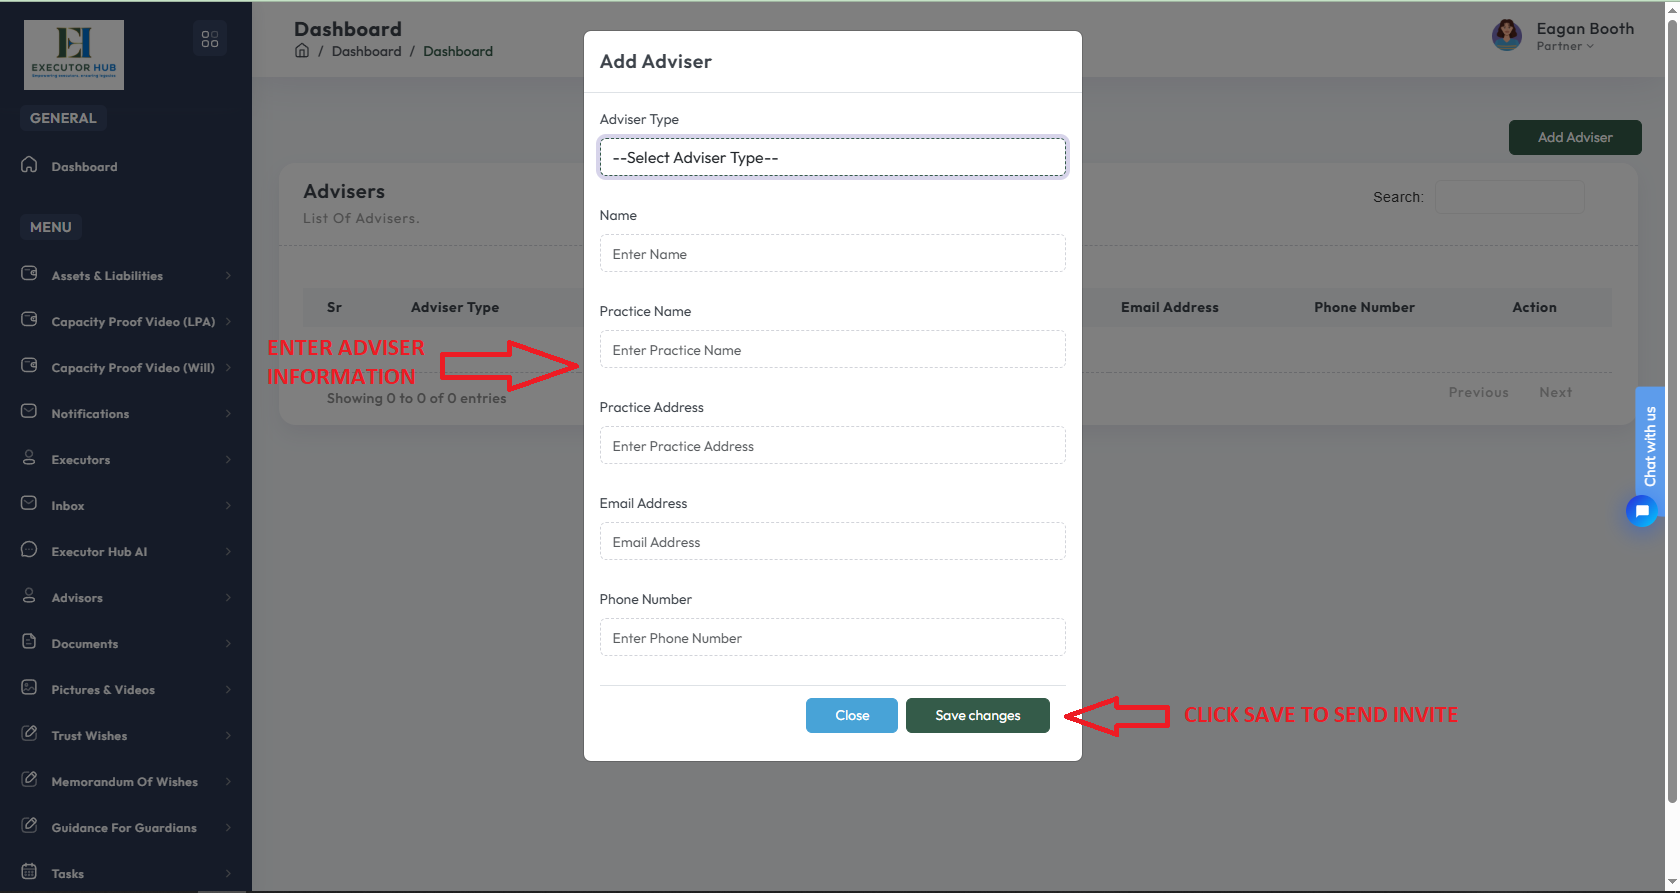 EXECUTOR HUB
Empowering executors, ensuring legacies
GENERAL
Dashboard
MENU
Assets & Liabilities
Capacity Proof Video (LPA)
Capacity Proof Video (Will)
Notifications
Executors
Inbox
Executor Hub AI
Advisors
Documents
Pictures & Videos
Trust Wishes
Memorandum Of Wishes
Guidance For Guardians
Tasks
Dashboard
/ Dashboard / Dashboard
Eagan Booth
Partner
Add Adviser
Advisers
List Of Advisers.
Search:
Sr Adviser Type Email Address Phone Number Action
Showing 0 to 0 of 0 entries
Previous Next
ENTER ADVISER
INFORMATION
Add Adviser
Adviser Type
--Select Adviser Type--
Name
Enter Name
Practice Name
Enter Practice Name
Practice Address
Enter Practice Address
Email Address
Email Address
Phone Number
Enter Phone Number
Close Save changes
CLICK SAVE TO SEND INVITE
Chat with us